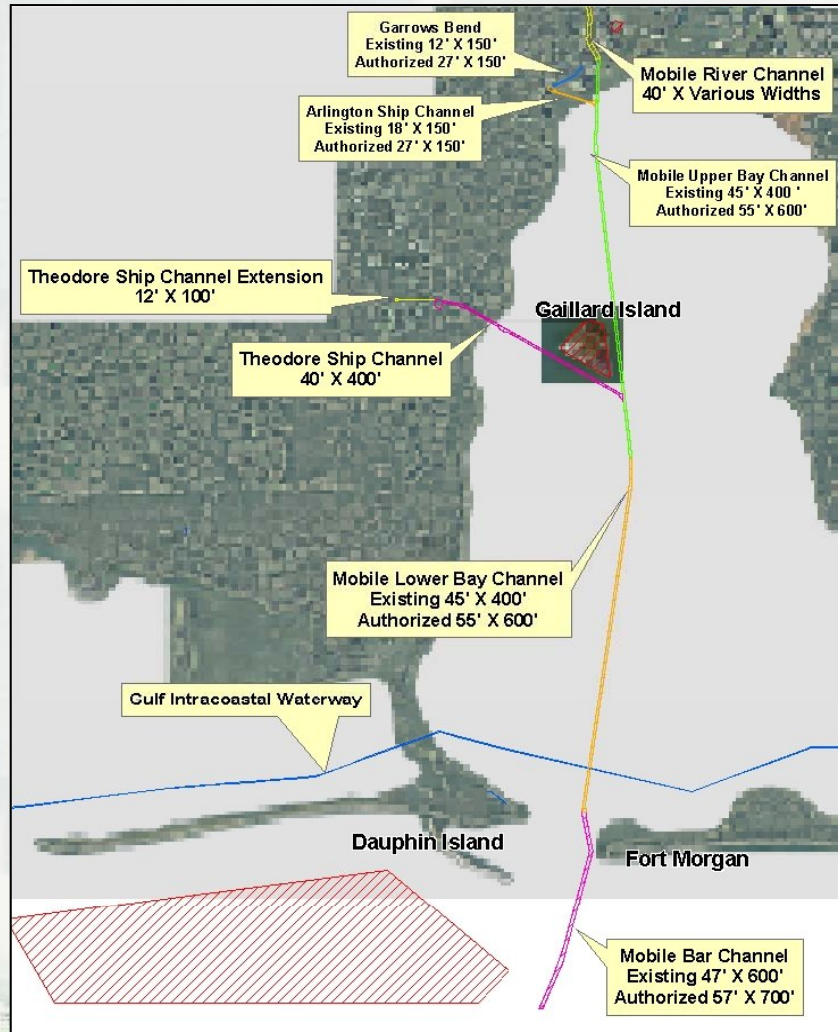 Garrows Bend
Existing 12' X 150'
Authorized 27' X 150'
Mobile River Channel
40' X Various Widths
Arlington Ship Channel
Existing 18' X 150'
Authorized 27' X 150'
Mobile Upper Bay Channel
Existing 45' X 400 '
Authorized 55' X 600'
Theodore Ship Channel Extension
12' X 100'
Gaillard Island
Theodore Ship Channel
40' X 400'
Mobile Lower Bay Channel
Existing 45' X 400'
Authorized 55' X 600'
Gulf Intracoastal Waterway
Dauphin Island
Fort Morgan
Mobile Bar Channel
Existing 47' X 600'
Authorized 57' X 700'